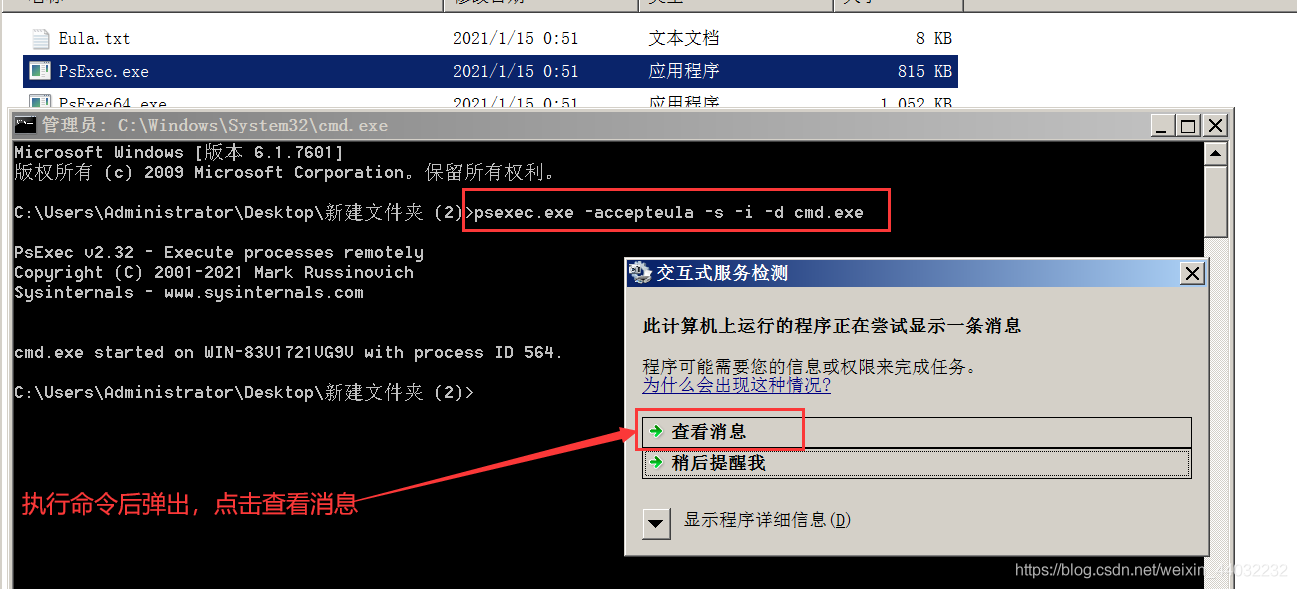 Eula.txt 2021/1/15 0:51 文本文档 8 KB
PsExec.exe 2021/1/15 0:51 应用程序 815 KB
PsExec64.exe 2021/1/15 0:51 应用程序 1,052 KB
管理员: C:\Windows\System32\cmd.exe
Microsoft Windows [版本 6.1.7601]
版权所有 (c) 2009 Microsoft Corporation。保留所有权利。
C:\Users\Administrator\Desktop\新建文件夹 (2)>psexec.exe -accepteula -s -i -d cmd.exe
PsExec v2.32 - Execute processes remotely
Copyright (C) 2001-2021 Mark Russinovich
Sysinternals - www.sysinternals.com
cmd.exe started on WIN-83V1721VG9V with process ID 564.
C:\Users\Administrator\Desktop\新建文件夹 (2)>
交互式服务检测
此计算机上运行的程序正在尝试显示一条消息
程序可能需要您的信息或权限来完成任务。
为什么会出现这种情况?
查看消息
稍后提醒我
显示程序详细信息(D)
执行命令后弹出，点击查看消息
https://blog.csdn.net/weixin_44032232